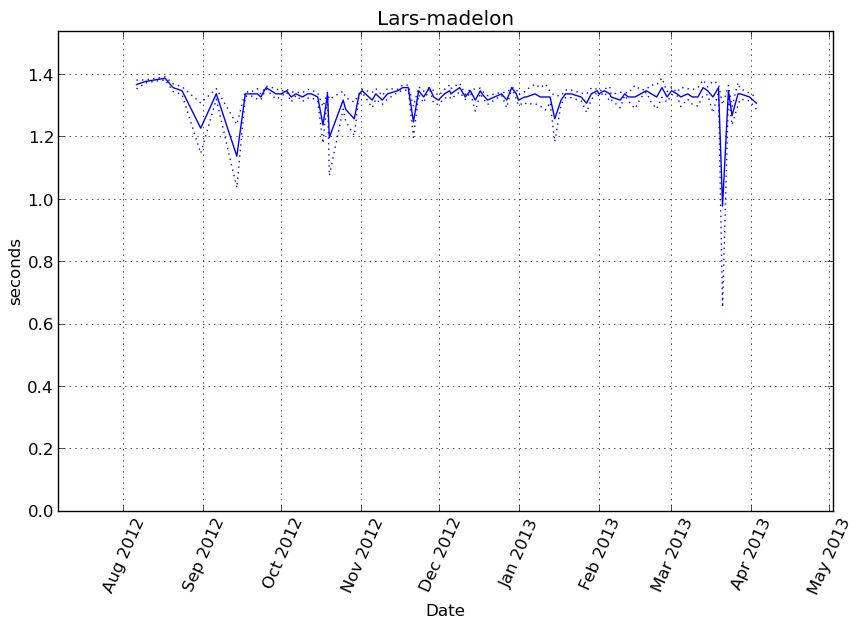 Lars-madelon
1.4
1.2
1.0
0.8
0.6
0.4
0.2
0.0
seconds
Aug 2012
Sep 2012
Oct 2012
Nov 2012
Dec 2012
Jan 2013
Feb 2013
Mar 2013
Apr 2013
May 2013
Date